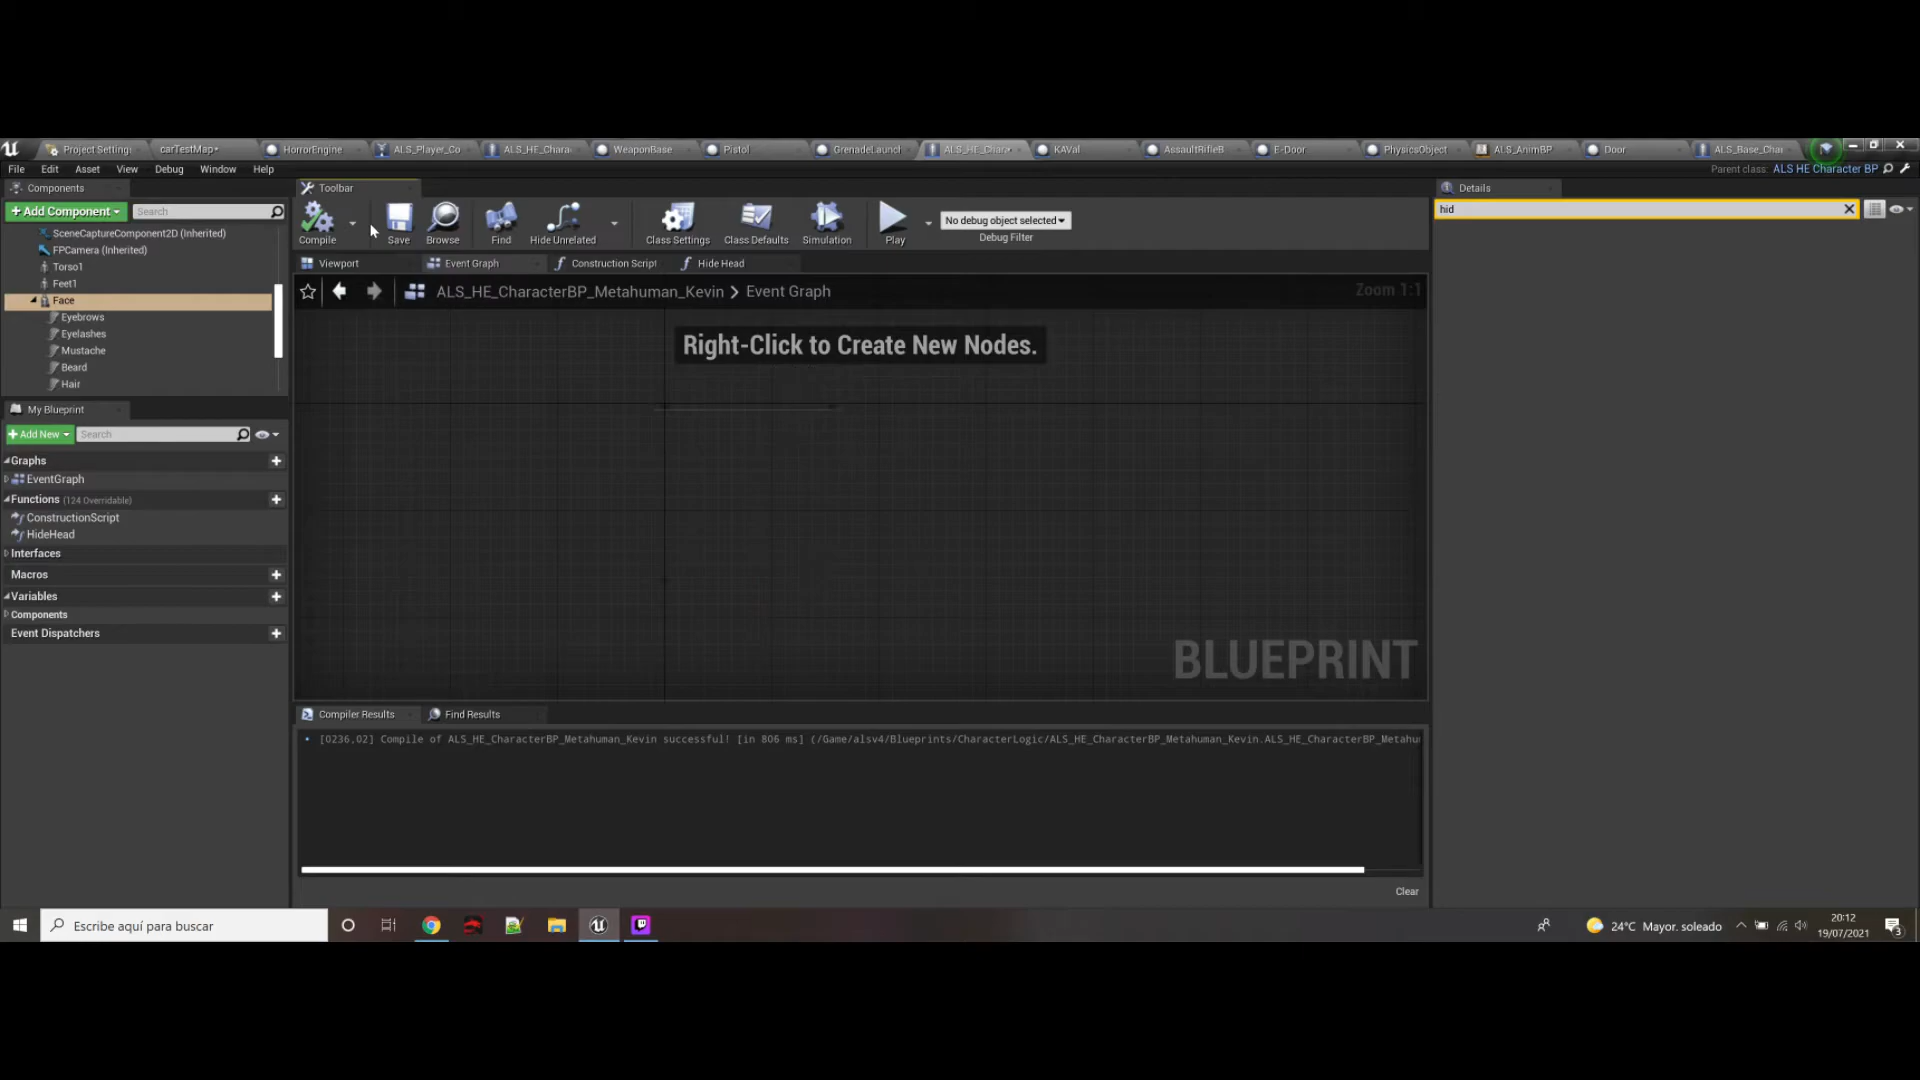 Project Setting
carTestMap*
HorrorEngine
ALS_Player_Co
ALS_HE_Chara
WeaponBase
Pistol
GrenadeLaunch
ALS_HE_Chara
KAVal
AssaultRifleB
E-Door
PhysicsObject
ALS_AnimBP
Door
ALS_Base_Char
File Edit Asset View Window Help
Parent class: ALS HE Character BP
Components
Toolbar
Details
+ Add Component
Search
hid
SceneCaptureComponent2D (Inherited)
FPCamera (Inherited)
Torso1
Feet1
Face
Eyebrows
Eyelashes
Mustache
Beard
Hair
Compile
Save
Browse
Find
Hide Unrelated
Class Settings
Class Defaults
Simulation
Play
No debug object selected
Debug Filter
Viewport
Event Graph
Construction Script
Hide Head
ALS_HE_CharacterBP_Metahuman_Kevin > Event Graph
Zoom 1:1
Right-Click to Create New Nodes.
BLUEPRINT
My Blueprint
+ Add New
Search
Graphs
EventGraph
Functions (124 Overridable)
ConstructionScript
HideHead
Interfaces
Macros
Variables
Components
Event Dispatchers
Compiler Results
Find Results
[0236,02] Compile of ALS_HE_CharacterBP_Metahuman_Kevin successful! [in 806 ms] (/Game/alsv4/Blueprints/CharacterLogic/ALS_HE_CharacterBP_Metahuman_Kevin.ALS_HE_CharacterBP_Metahu
Clear
Escribe aquí para buscar
24°C Mayor. soleado
20:12
19/07/2021
3